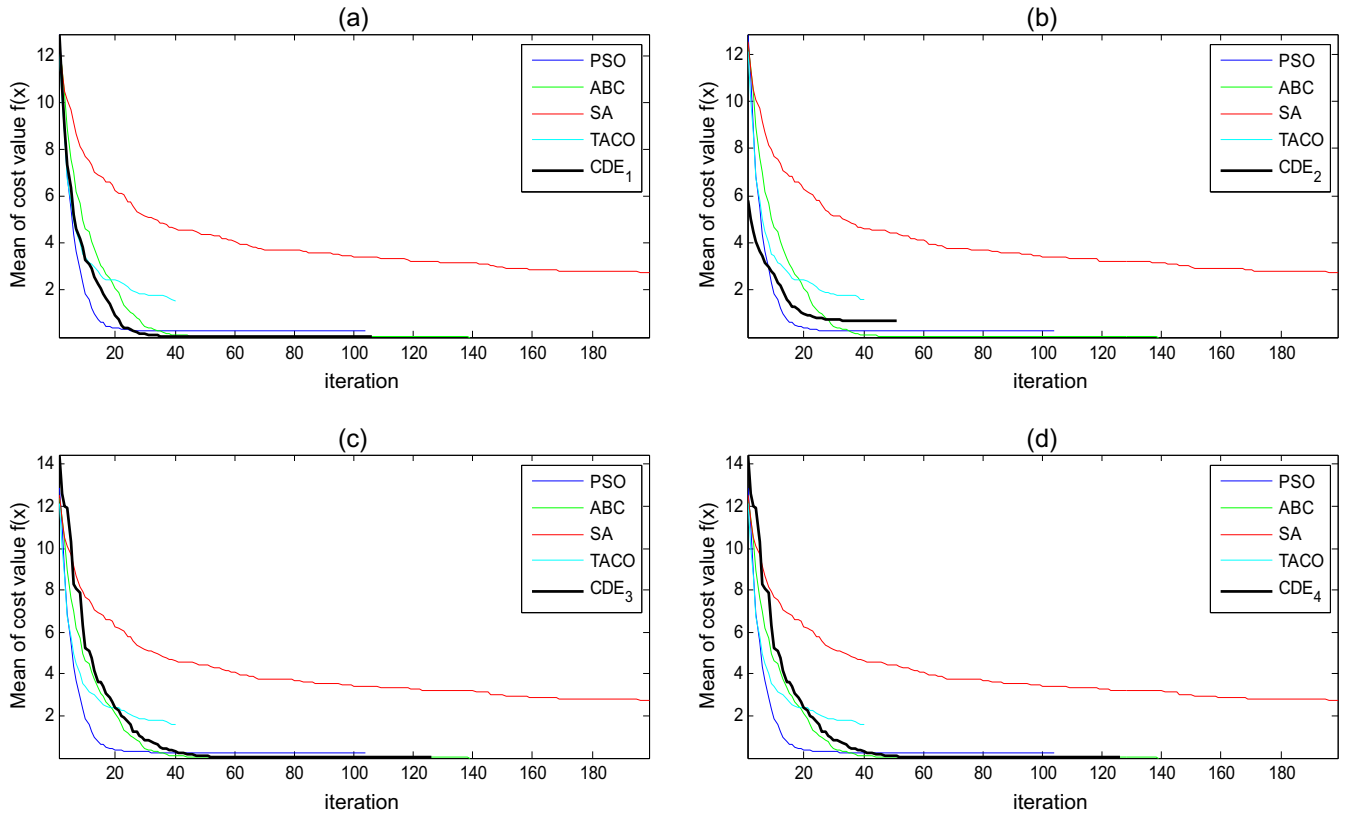 (a)
Mean of cost value f(x)
12
10
8
6
4
2
20 40 60 80 100 120 140 160 180
iteration
PSO
ABC
SA
TACO
CDE1
(b)
Mean of cost value f(x)
12
10
8
6
4
2
20 40 60 80 100 120 140 160 180
iteration
PSO
ABC
SA
TACO
CDE2
(c)
Mean of cost value f(x)
14
12
10
8
6
4
2
20 40 60 80 100 120 140 160 180
iteration
PSO
ABC
SA
TACO
CDE3
(d)
Mean of cost value f(x)
14
12
10
8
6
4
2
20 40 60 80 100 120 140 160 180
iteration
PSO
ABC
SA
TACO
CDE4